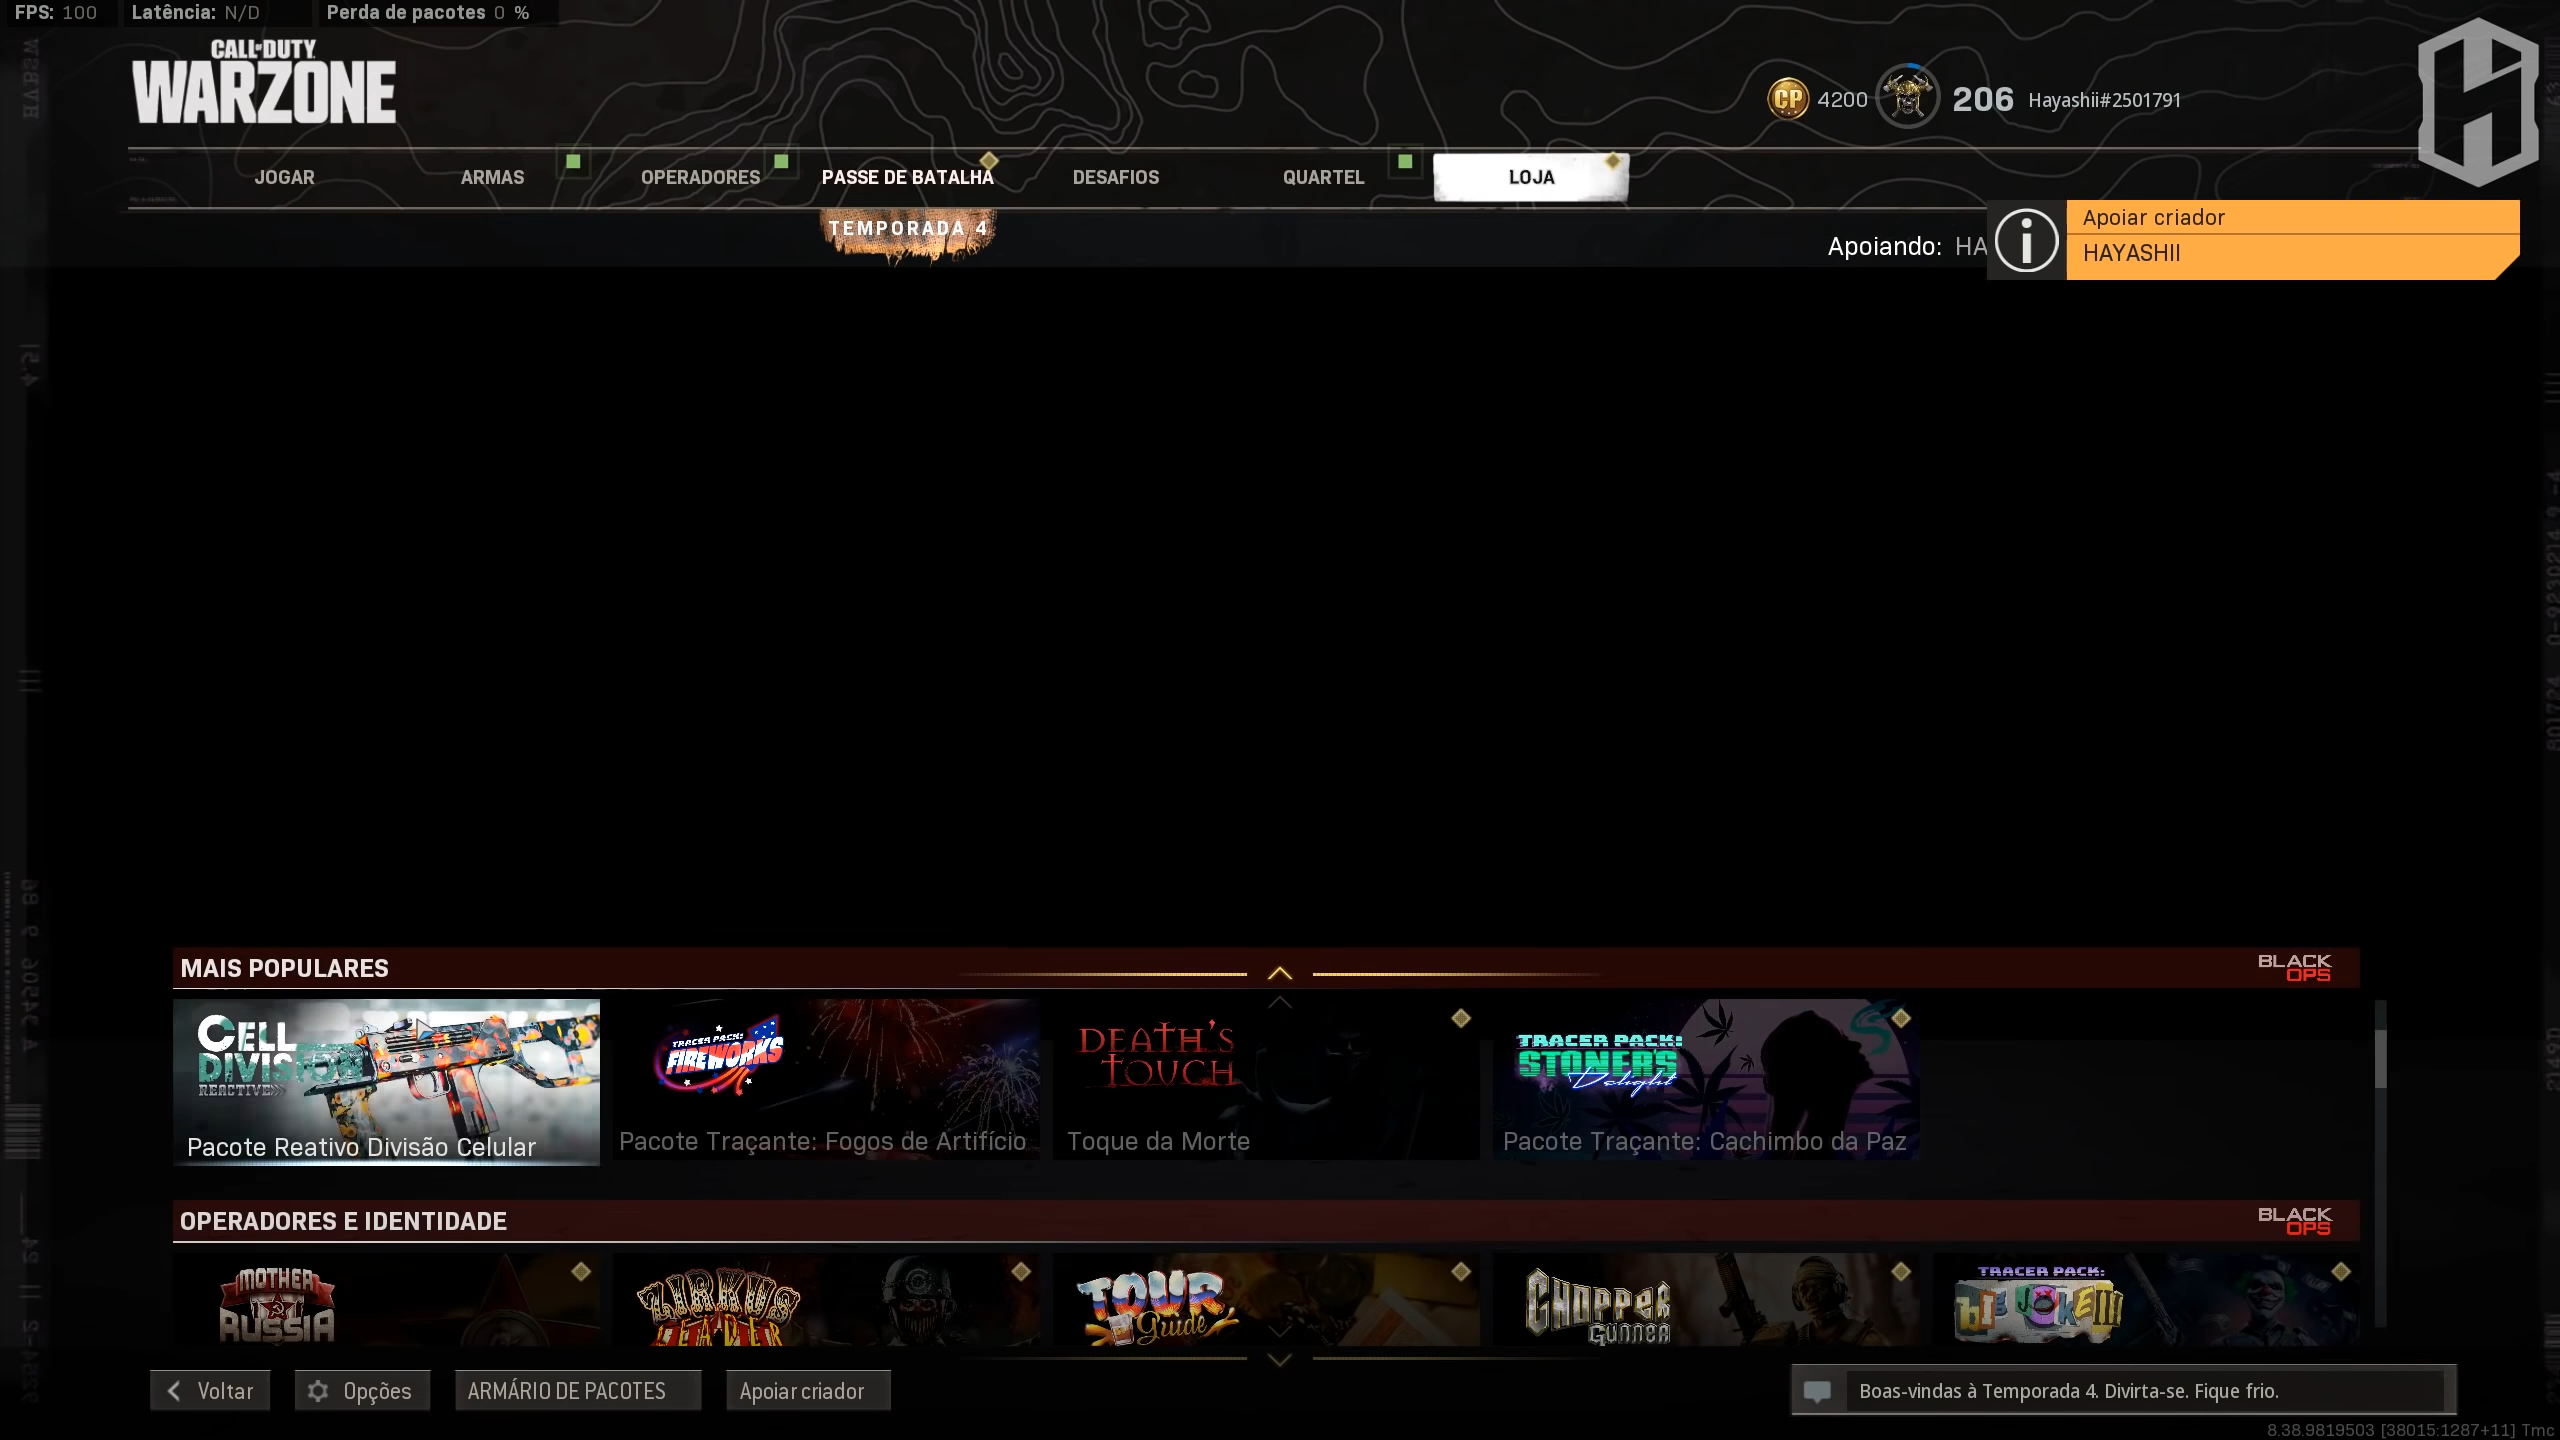 FPS: 100 Latência: N/D Perda de pacotes 0 %
CALL OF DUTY
WARZONE
CP 4200 206 Hayashii#2501791
JOGAR ARMAS OPERADORES PASSE DE BATALHA DESAFIOS QUARTEL LOJA
TEMPORADA 4
Apoiando: HA
Apoiar criador
HAYASHII
MAIS POPULARES BLACK OPS
CELL DIVISION
REACTIVE
TRACER PACK: FIREWORKS
DEATH'S TOUCH
TRACER PACK: STONER'S Delight
Pacote Reativo Divisão Celular
Pacote Traçante: Fogos de Artifício
Toque da Morte
Pacote Traçante: Cachimbo da Paz
OPERADORES E IDENTIDADE BLACK OPS
MOTHER RUSSIA
ZIRKUS LEADER
TOUR Guide
CHOPPER GUNNER
TRACER PACK:
Voltar Opções ARMÁRIO DE PACOTES Apoiar criador
Boas-vindas à Temporada 4. Divirta-se. Fique frio.
8.38.9819503 [38015:1287+11] Tmc